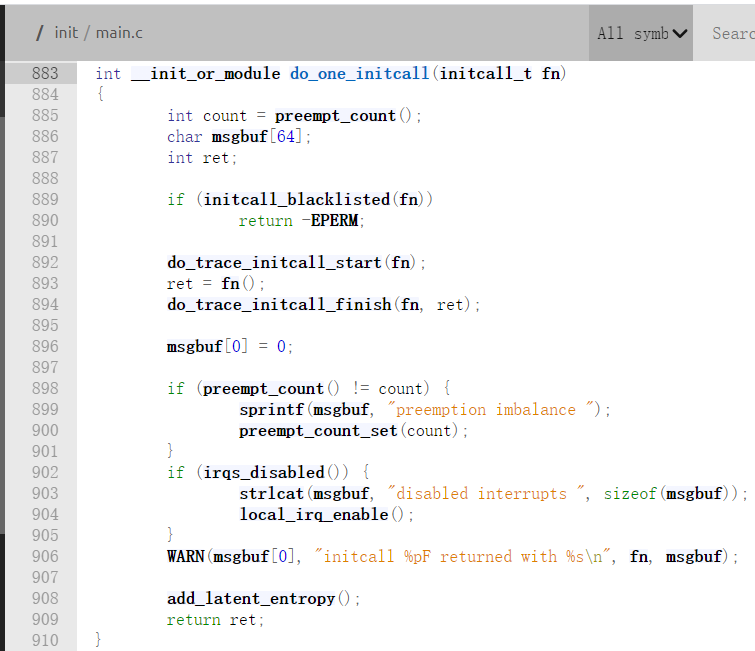 / init / main.c
All symb
Searc
883 int __init_or_module do_one_initcall(initcall_t fn)
884 {
885 int count = preempt_count();
886 char msgbuf[64];
887 int ret;
888
889 if (initcall_blacklisted(fn))
890 return -EPERM;
891
892 do_trace_initcall_start(fn);
893 ret = fn();
894 do_trace_initcall_finish(fn, ret);
895
896 msgbuf[0] = 0;
897
898 if (preempt_count() != count) {
899 sprintf(msgbuf, "preemption imbalance ");
900 preempt_count_set(count);
901 }
902 if (irqs_disabled()) {
903 strlcat(msgbuf, "disabled interrupts ", sizeof(msgbuf));
904 local_irq_enable();
905 }
906 WARN(msgbuf[0], "initcall %pF returned with %s\n", fn, msgbuf);
907
908 add_latent_entropy();
909 return ret;
910 }